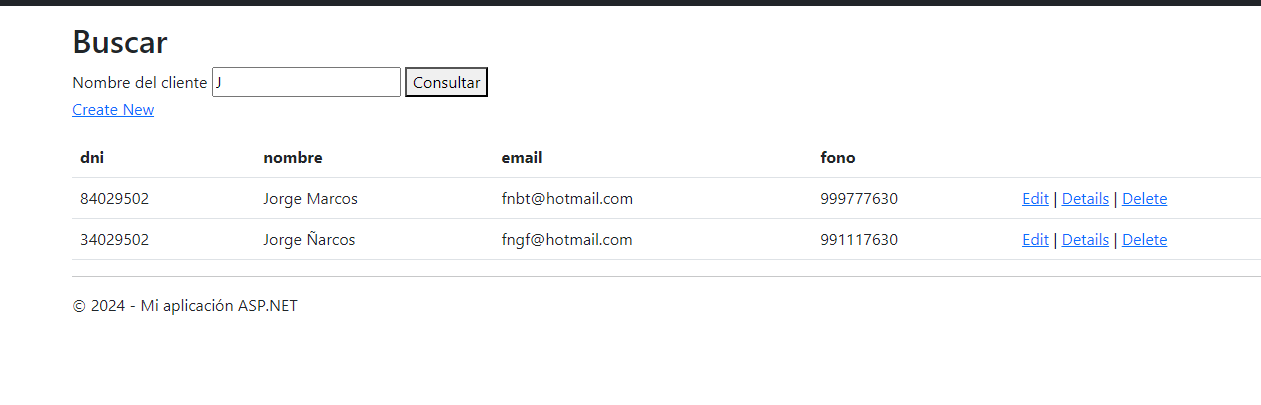 Buscar
Nombre del cliente J Consultar
Create New
dni nombre email fono
84029502 Jorge Marcos fnbt@hotmail.com 999777630 Edit | Details | Delete
34029502 Jorge Ñarcos fngf@hotmail.com 991117630 Edit | Details | Delete
© 2024 - Mi aplicación ASP.NET